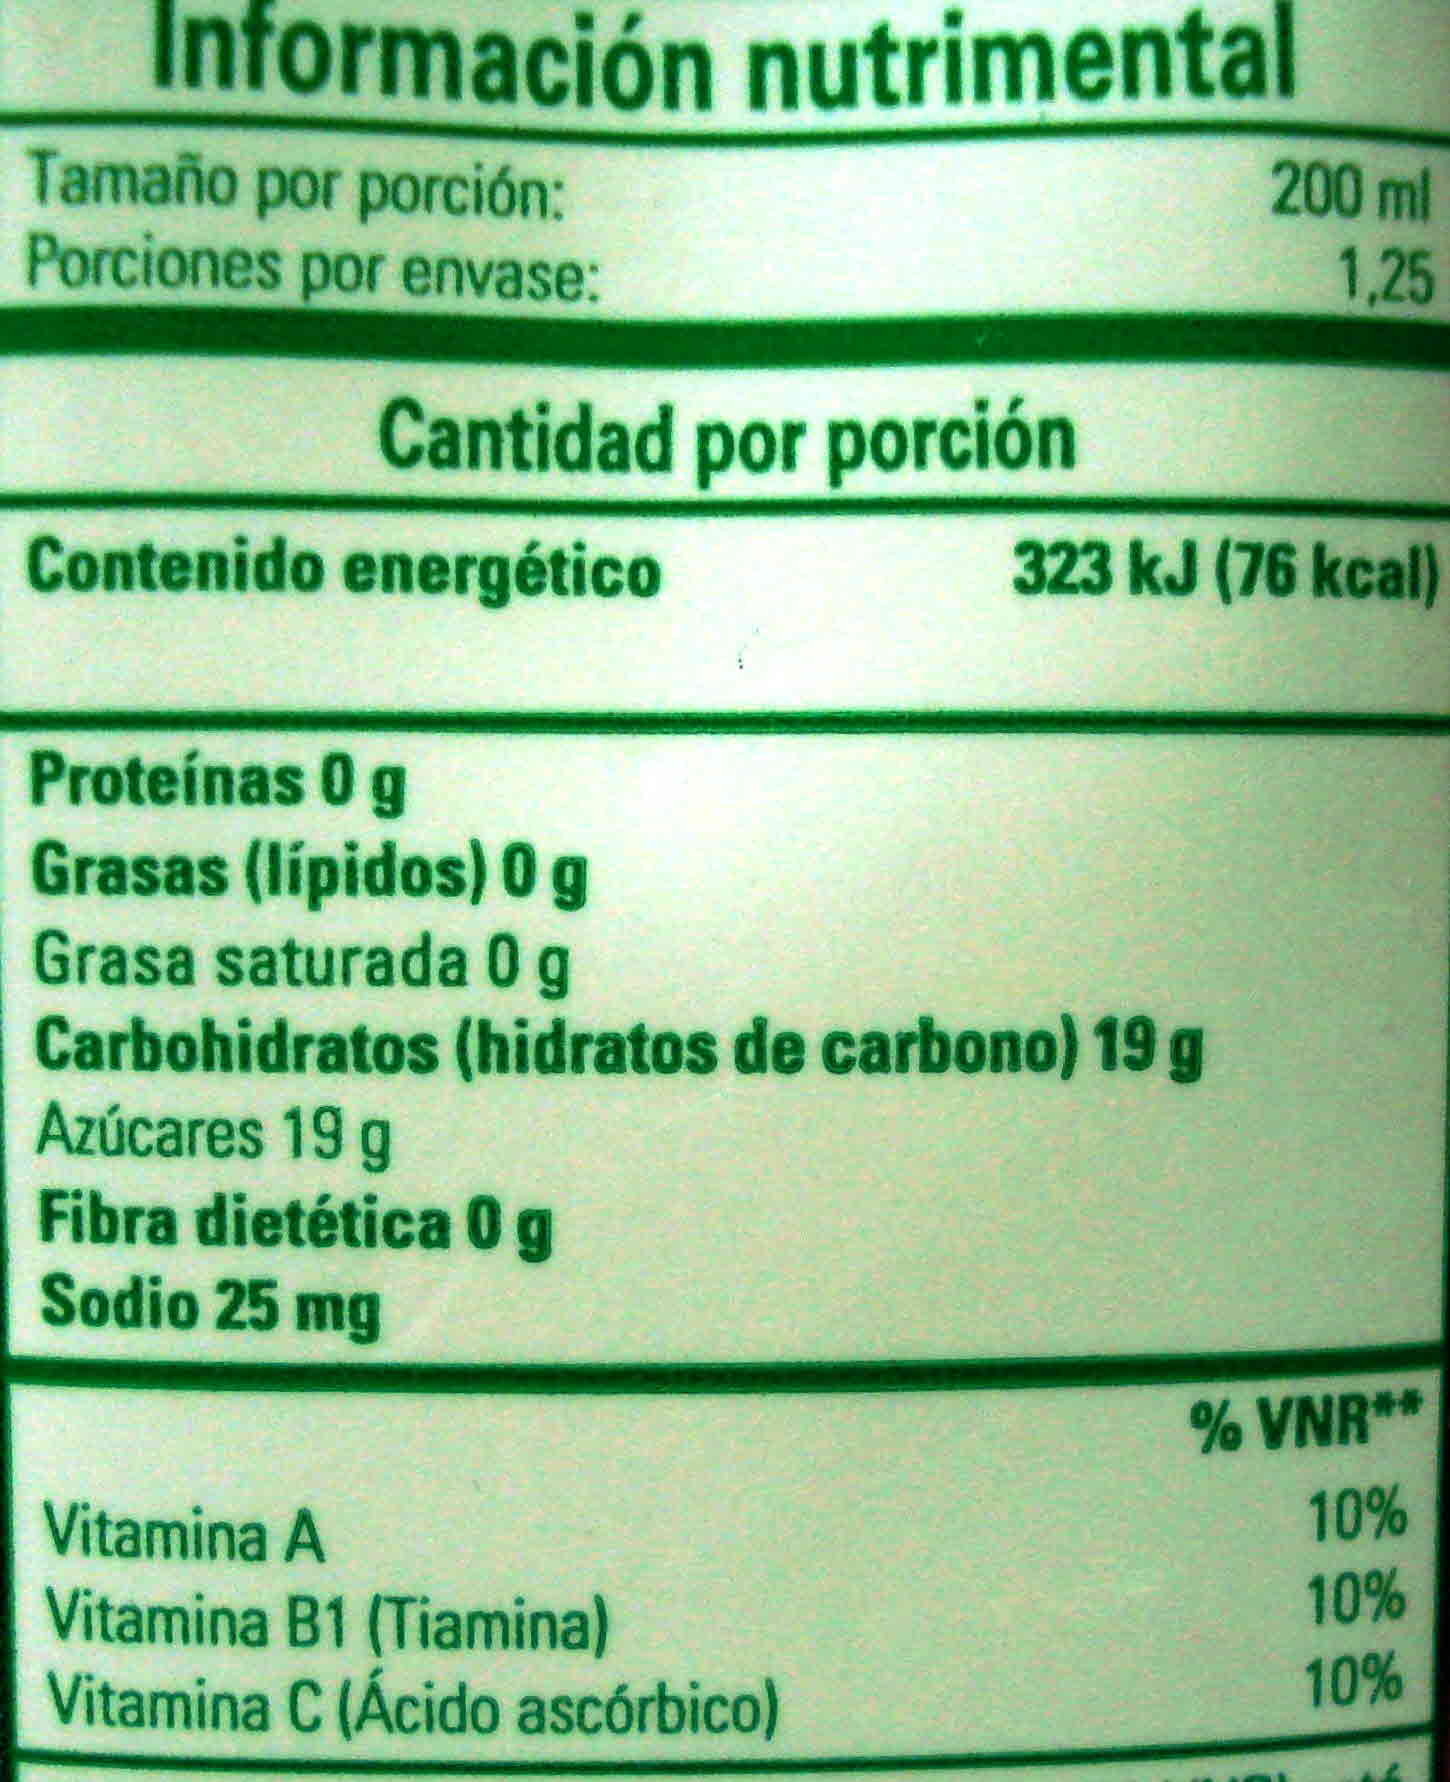 Información nutrimental
Tamaño por porción: 200 ml
Porciones por envase: 1,25
Cantidad por porción
Contenido energético 323 kJ (76 kcal)
Proteínas 0 g
Grasas (lípidos) 0 g
Grasa saturada 0 g
Carbohidratos (hidratos de carbono) 19 g
Azúcares 19 g
Fibra dietética 0 g
Sodio 25 mg
% VNR**
Vitamina A 10%
Vitamina B1 (Tiamina) 10%
Vitamina C (Ácido ascórbico) 10%